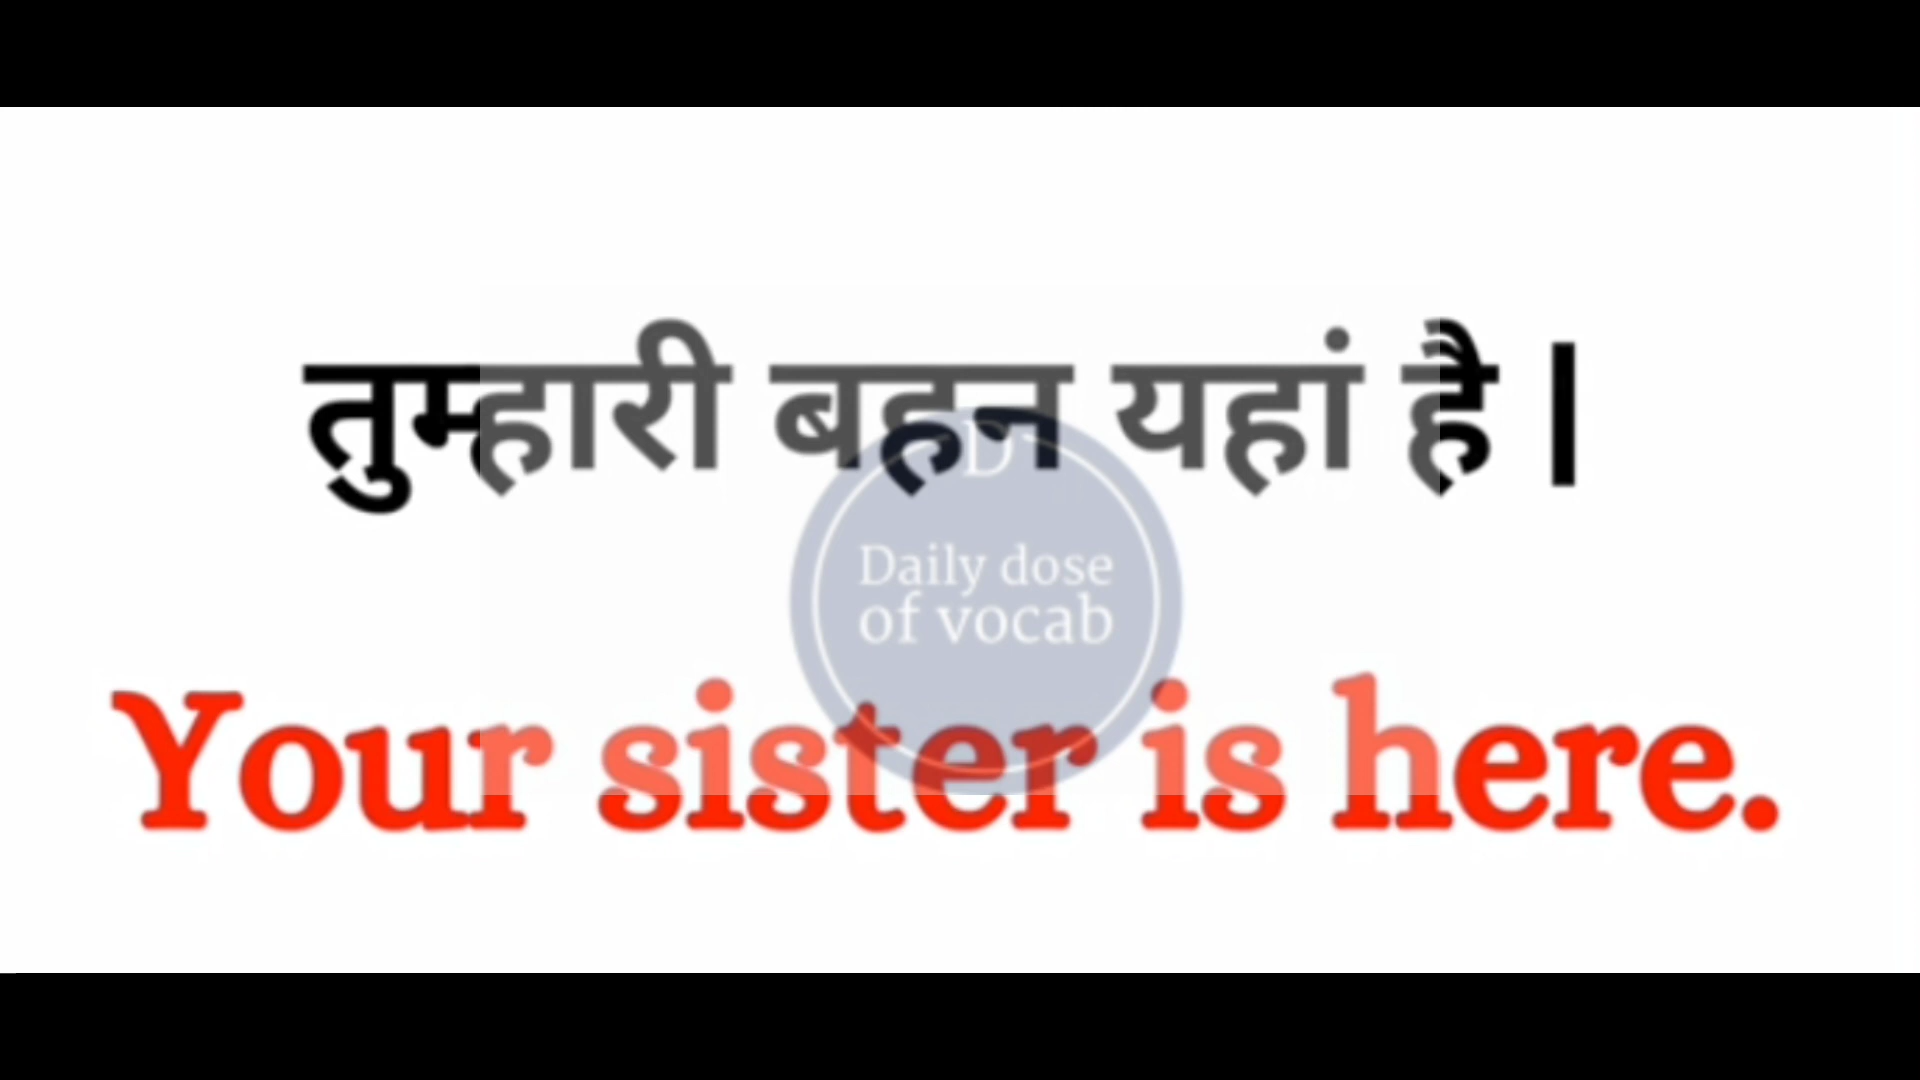 तुम्हारी बहन यहां है |
D
Daily dose
of vocab
Your sister is here.